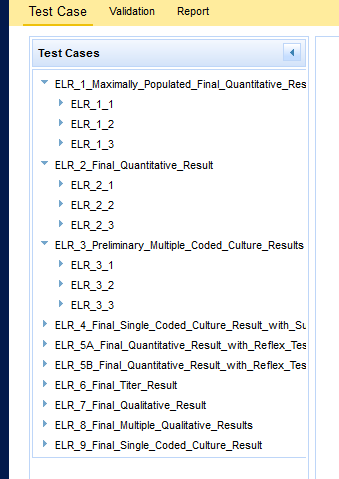 Test Case Validation Report
Test Cases
ELR_1_Maximally_Populated_Final_Quantitative_Res
ELR_1_1
ELR_1_2
ELR_1_3
ELR_2_Final_Quantitative_Result
ELR_2_1
ELR_2_2
ELR_2_3
ELR_3_Preliminary_Multiple_Coded_Culture_Results
ELR_3_1
ELR_3_2
ELR_3_3
ELR_4_Final_Single_Coded_Culture_Result_with_Su
ELR_5A_Final_Quantitative_Result_with_Reflex_Tes
ELR_5B_Final_Quantitative_Result_with_Reflex_Tes
ELR_6_Final_Titer_Result
ELR_7_Final_Qualitative_Result
ELR_8_Final_Multiple_Qualitative_Results
ELR_9_Final_Single_Coded_Culture_Result